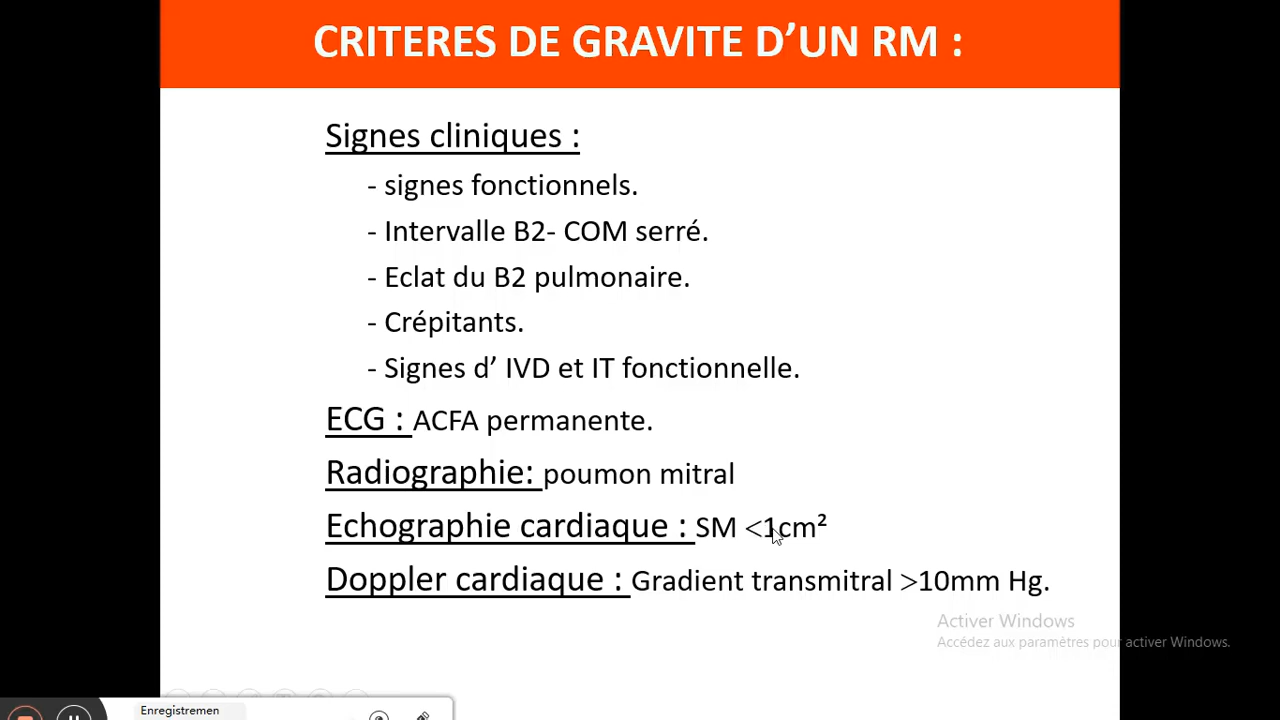 CRITERES DE GRAVITE D’UN RM :
Signes cliniques :
- signes fonctionnels.
- Intervalle B2- COM serré.
- Eclat du B2 pulmonaire.
- Crépitants.
- Signes d’ IVD et IT fonctionnelle.
ECG : ACFA permanente.
Radiographie: poumon mitral
Echographie cardiaque : SM <1cm²
Doppler cardiaque : Gradient transmitral >10mm Hg.
Activer Windows
Accédez aux paramètres pour activer Windows.
Enregistremen